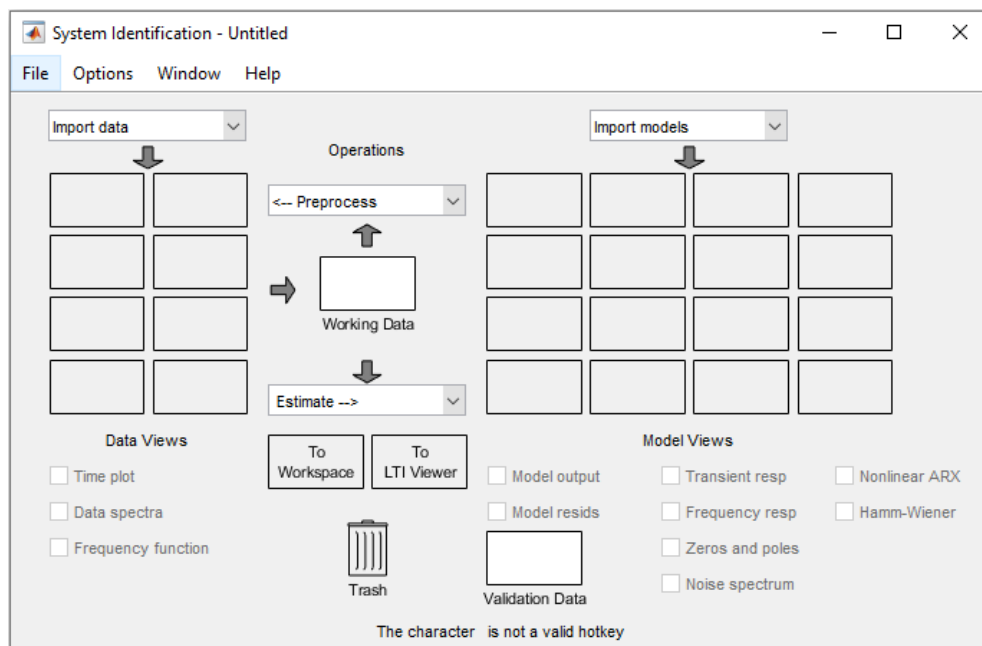 System Identification - Untitled
File Options Window Help
Import data
Import models
Operations
<-- Preprocess
Working Data
Estimate -->
Data Views
Model Views
To
Workspace
To
LTI Viewer
Time plot
Data spectra
Frequency function
Model output
Model resids
Transient resp
Frequency resp
Zeros and poles
Noise spectrum
Nonlinear ARX
Hamm-Wiener
Trash
Validation Data
The character is not a valid hotkey